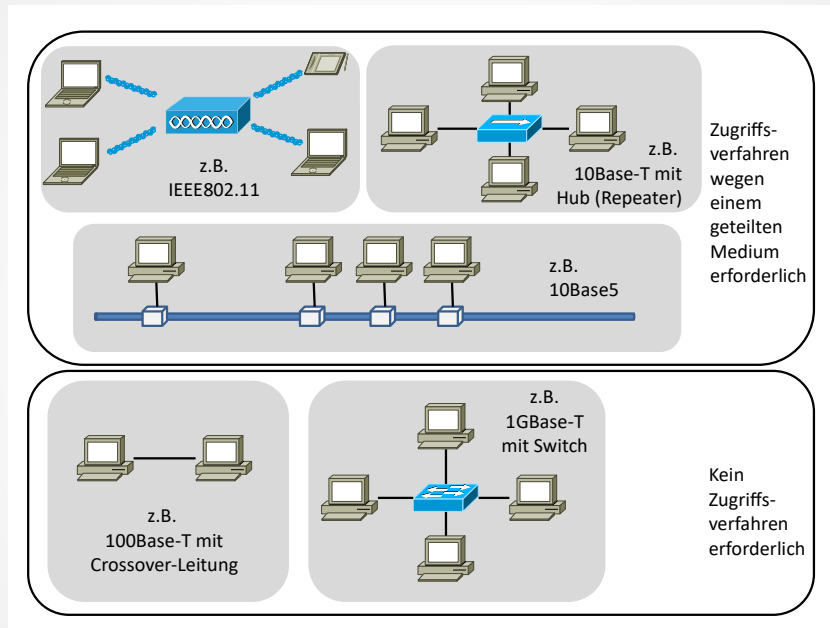 z.B.
IEEE802.11
z.B.
10Base-T mit
Hub (Repeater)
z.B.
10Base5
Zugriffs-
verfahren
wegen
einem
geteilten
Medium
erforderlich
z.B.
100Base-T mit
Crossover-Leitung
z.B.
1GBase-T
mit Switch
Kein
Zugriffs-
verfahren
erforderlich